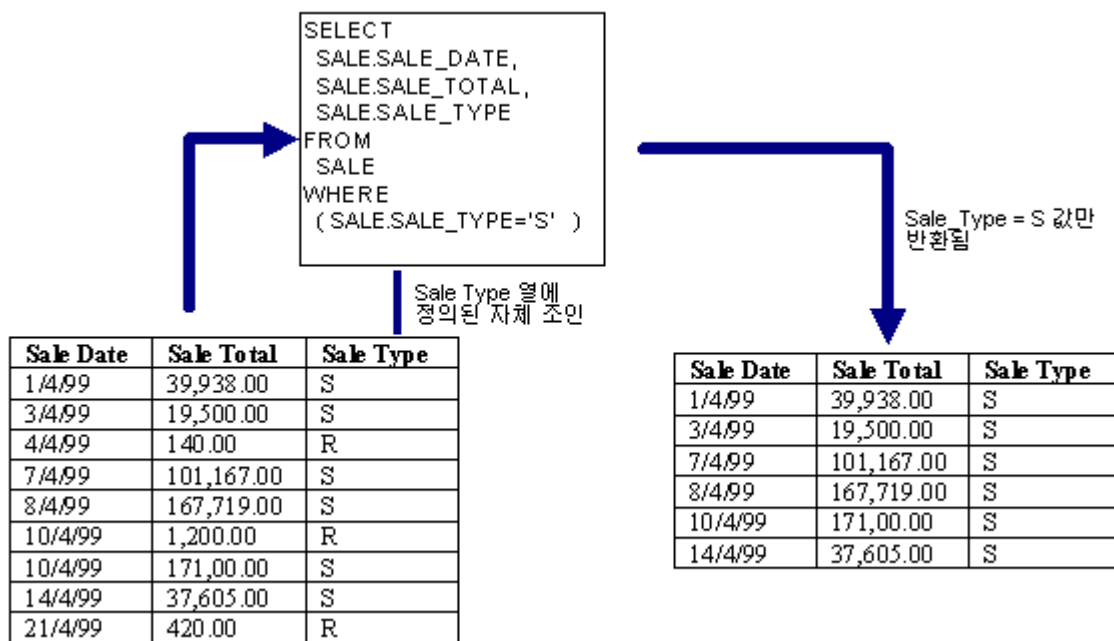 SELECT
SALE.SALE_DATE,
SALE.SALE_TOTAL,
SALE.SALE_TYPE
FROM
SALE
WHERE
( SALE.SALE_TYPE='S' )
Sale_Type = S 값만
반환됨
Sale Type 열에
정의된 자체 조인
Sale Date Sale Total Sale Type
1/4/99 39,938.00 S
3/4/99 19,500.00 S
4/4/99 140.00 R
7/4/99 101,167.00 S
8/4/99 167,719.00 S
10/4/99 1,200.00 R
10/4/99 171,00.00 S
14/4/99 37,605.00 S
21/4/99 420.00 R
Sale Date Sale Total Sale Type
1/4/99 39,938.00 S
3/4/99 19,500.00 S
7/4/99 101,167.00 S
8/4/99 167,719.00 S
10/4/99 171,00.00 S
14/4/99 37,605.00 S